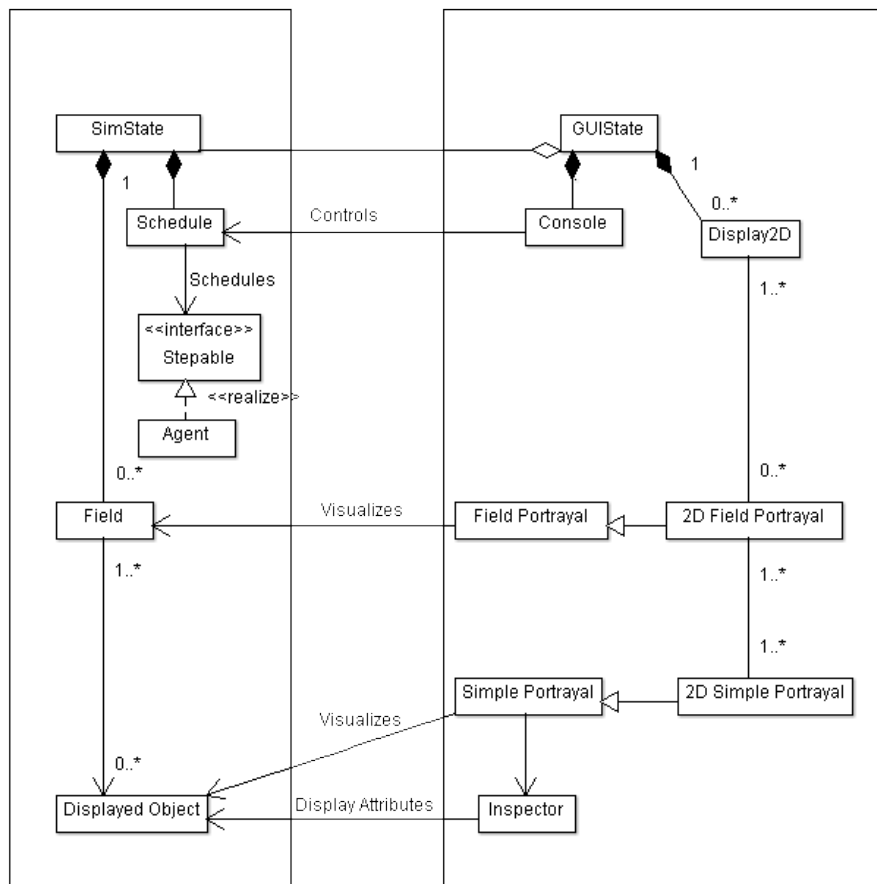 SimState
GUIState
1
1
0..*
Schedule
Controls
Console
Display2D
Schedules
1..*
<<interface>>
Stepable
<<realize>>
Agent
0..*
0..*
Field
Visualizes
Field Portrayal
2D Field Portrayal
1..*
1..*
1..*
Simple Portrayal
2D Simple Portrayal
Visualizes
0..*
Displayed Object
Display Attributes
Inspector